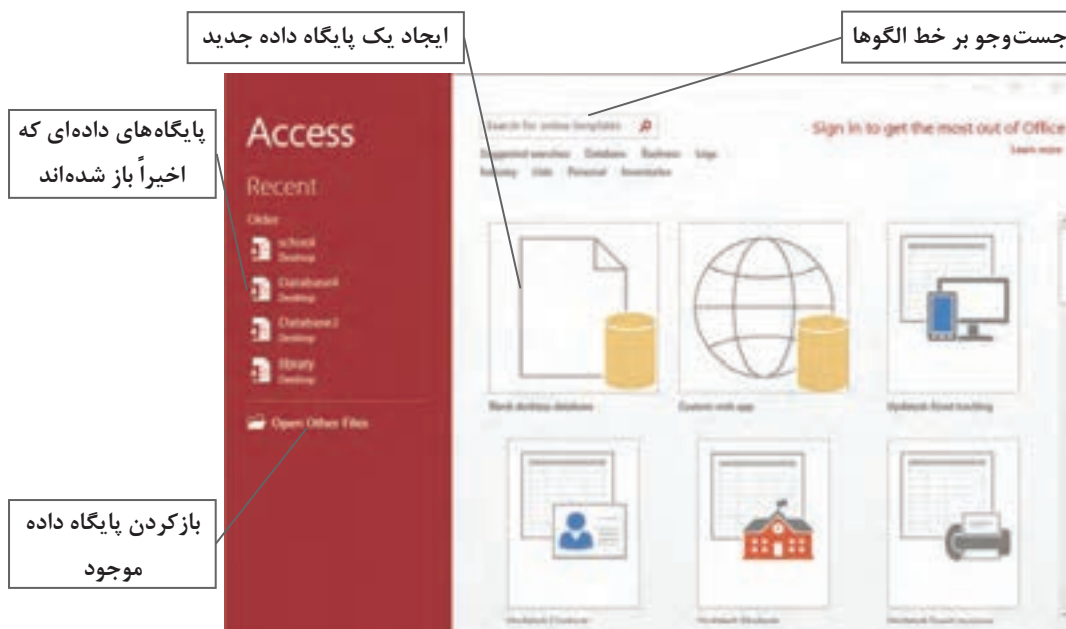 ایجاد یک پایگاه داده جدید
جست‌وجو بر خط الگوها
پایگاه‌های داده‌ای که
اخیراً باز شده‌اند
بازکردن پایگاه داده
موجود
Access
Recent
Older
school
Desktop
Database4
Desktop
Database2
Desktop
library
Desktop
Open Other Files
Search for online templates
Sign in to get the most out of Office
Learn more
Suggested searches Database Business Logs
Industry Lists Personal Inventories
Blank desktop database
Custom web app